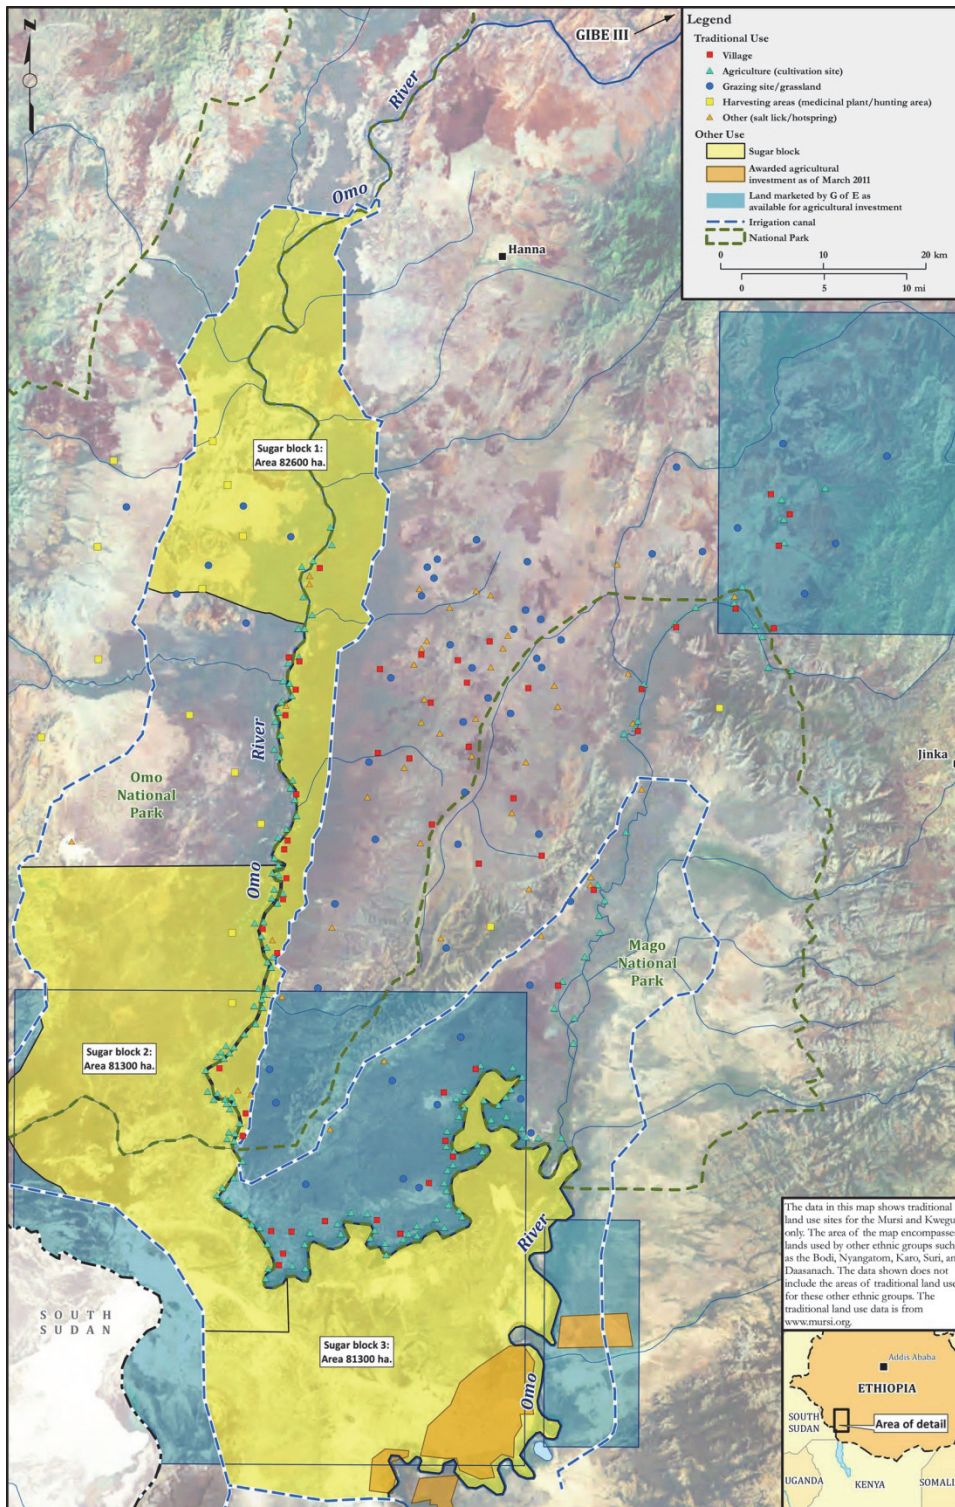 N
GIBE III
River
Omo
Hanna
Legend
Traditional Use
Village
Agriculture (cultivation site)
Grazing site/grassland
Harvesting areas (medicinal plant/hunting area)
Other (salt lick/hotspring)
Other Use
Sugar block
Awarded agricultural
investment as of March 2011
Land marketed by G of E as
available for agricultural investment
Irrigation canal
National Park
0 10 20 km
0 5 10 mi
Sugar block 1:
Area 82600 ha.
River
Omo
National
Park
Jinka
Omo
Mago
National
Park
Sugar block 2:
Area 81300 ha.
River
SOUTH
SUDAN
Sugar block 3:
Area 81300 ha.
Omo
The data in this map shows traditional
land use sites for the Mursi and Kwegu
only. The area of the map encompasses
lands used by other ethnic groups such
as the Bodi, Nyangatom, Karo, Suri, an
Daasanach. The data shown does not
include the areas of traditional land use
for these other ethnic groups. The
traditional land use data is from
www.mursi.org.
Addis Ababa
ETHIOPIA
SOUTH
SUDAN
Area of detail
UGANDA
KENYA
SOMALI